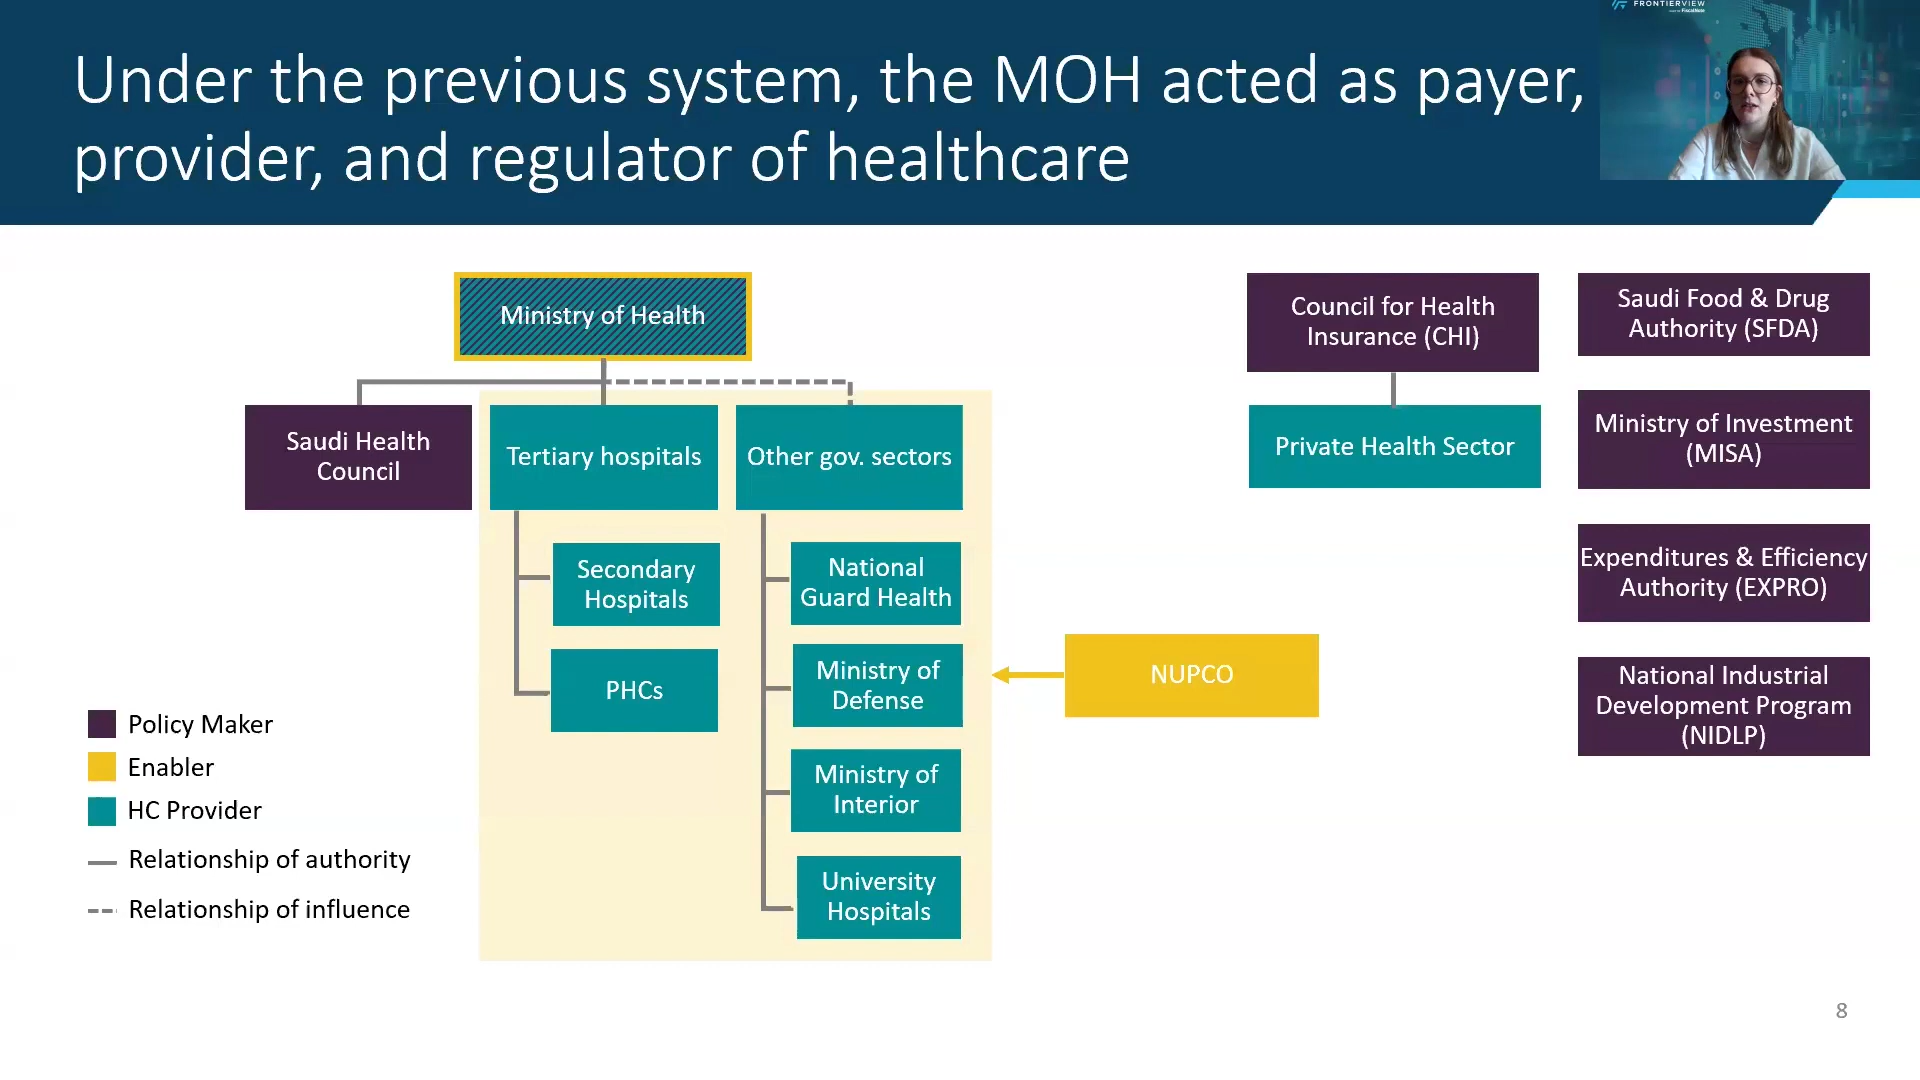 FRONTIERVIEW
Under the previous system, the MOH acted as payer,
provider, and regulator of healthcare
Ministry of Health
Saudi Health
Council
Tertiary hospitals
Other gov. sectors
Secondary
Hospitals
PHCs
National
Guard Health
Ministry of
Defense
Ministry of
Interior
University
Hospitals
NUPCO
Council for Health
Insurance (CHI)
Private Health Sector
Saudi Food & Drug
Authority (SFDA)
Ministry of Investment
(MISA)
Expenditures & Efficiency
Authority (EXPRO)
National Industrial
Development Program
(NIDLP)
Policy Maker
Enabler
HC Provider
Relationship of authority
Relationship of influence
8